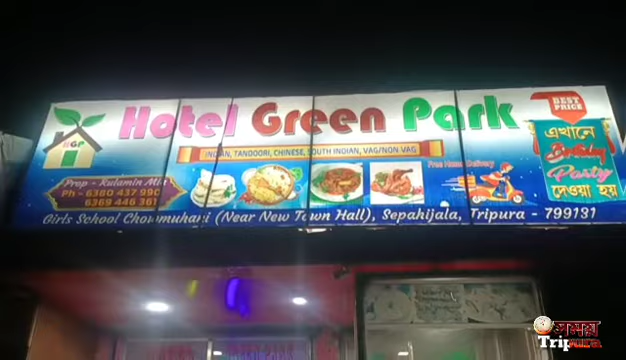 Hotel Green Park
HGP
INDIAN, TANDOORI, CHINESE, SOUTH INDIAN, VAG/NON VAG
Free Home Delivery
BEST PRICE
এখানে
Birthday
Party
দেওয়া হয়
Prop - Kulamin Mia
Ph - 6380 437 990
6369 446 361
Girls School Chowmuhani (Near New Town Hall), Sepahijala, Tripura - 799131
সময়
Tripura